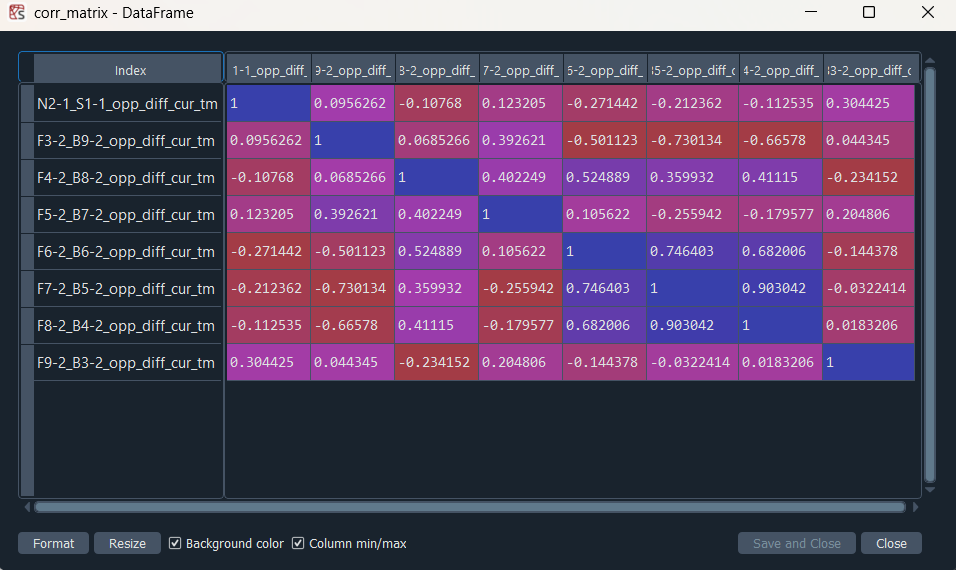 corr_matrix - DataFrame
Index 1-1_opp_diff_ 9-2_opp_diff_ 8-2_opp_diff_ 7-2_opp_diff_ 6-2_opp_diff_ 35-2_opp_diff_c 4-2_opp_diff_ 33-2_opp_diff_c
N2-1_S1-1_opp_diff_cur_tm 1 0.0956262 -0.10768 0.123205 -0.271442 -0.212362 -0.112535 0.304425
F3-2_B9-2_opp_diff_cur_tm 0.0956262 1 0.0685266 0.392621 -0.501123 -0.730134 -0.66578 0.044345
F4-2_B8-2_opp_diff_cur_tm -0.10768 0.0685266 1 0.402249 0.524889 0.359932 0.41115 -0.234152
F5-2_B7-2_opp_diff_cur_tm 0.123205 0.392621 0.402249 1 0.105622 -0.255942 -0.179577 0.204806
F6-2_B6-2_opp_diff_cur_tm -0.271442 -0.501123 0.524889 0.105622 1 0.746403 0.682006 -0.144378
F7-2_B5-2_opp_diff_cur_tm -0.212362 -0.730134 0.359932 -0.255942 0.746403 1 0.903042 -0.0322414
F8-2_B4-2_opp_diff_cur_tm -0.112535 -0.66578 0.41115 -0.179577 0.682006 0.903042 1 0.0183206
F9-2_B3-2_opp_diff_cur_tm 0.304425 0.044345 -0.234152 0.204806 -0.144378 -0.0322414 0.0183206 1
Format Resize Background color Column min/max Save and Close Close